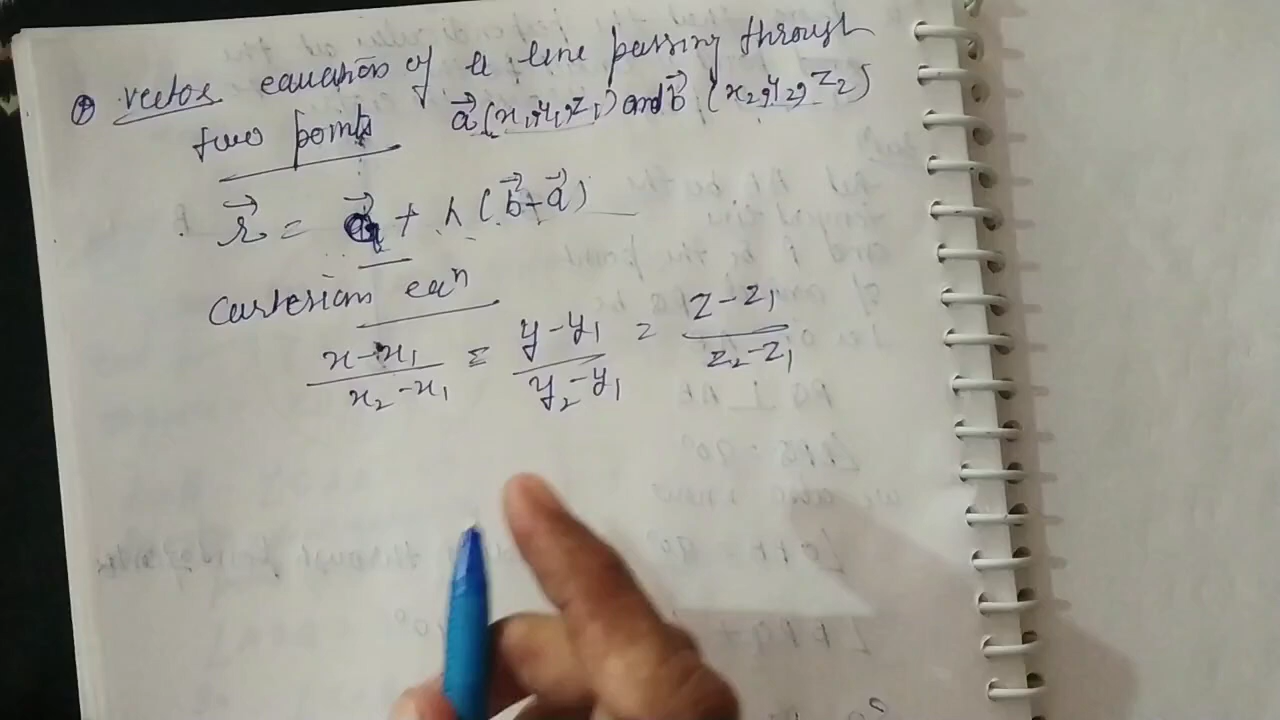 vector equation of a line passing through
two points a⃗ (x₁, y₁, z₁) and b⃗ (x₂, y₂, z₂)
r⃗ = a⃗ + λ (b⃗ - a⃗)
Cartesian eqⁿ
x-x₁ / x₂-x₁ = y-y₁ / y₂-y₁ = z-z₁ / z₂-z₁